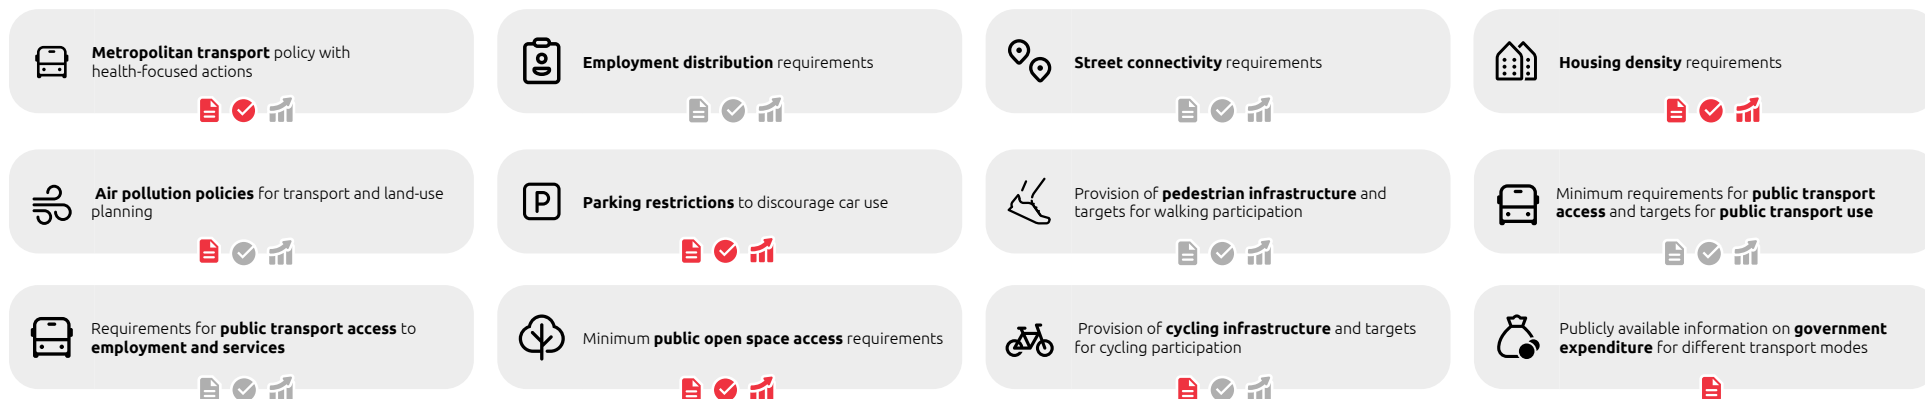 Metropolitan transport policy with
health-focused actions
Employment distribution requirements
Street connectivity requirements
Housing density requirements
Air pollution policies for transport and land-use
planning
P
Parking restrictions to discourage car use
Provision of pedestrian infrastructure and
targets for walking participation
Minimum requirements for public transport
access and targets for public transport use
Requirements for public transport access to
employment and services
Minimum public open space access requirements
Provision of cycling infrastructure and targets
for cycling participation
Publicly available information on government
expenditure for different transport modes